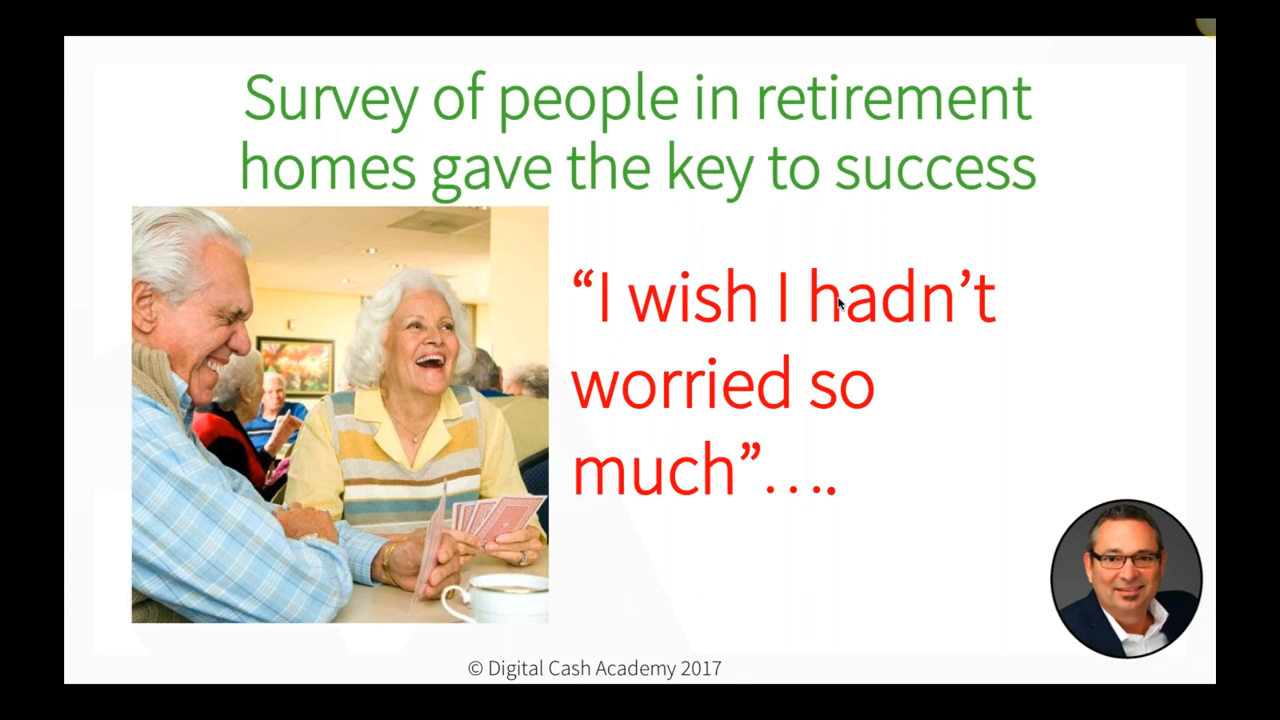 Survey of people in retirement
homes gave the key to success
“I wish I hadn’t
worried so
much”….
© Digital Cash Academy 2017